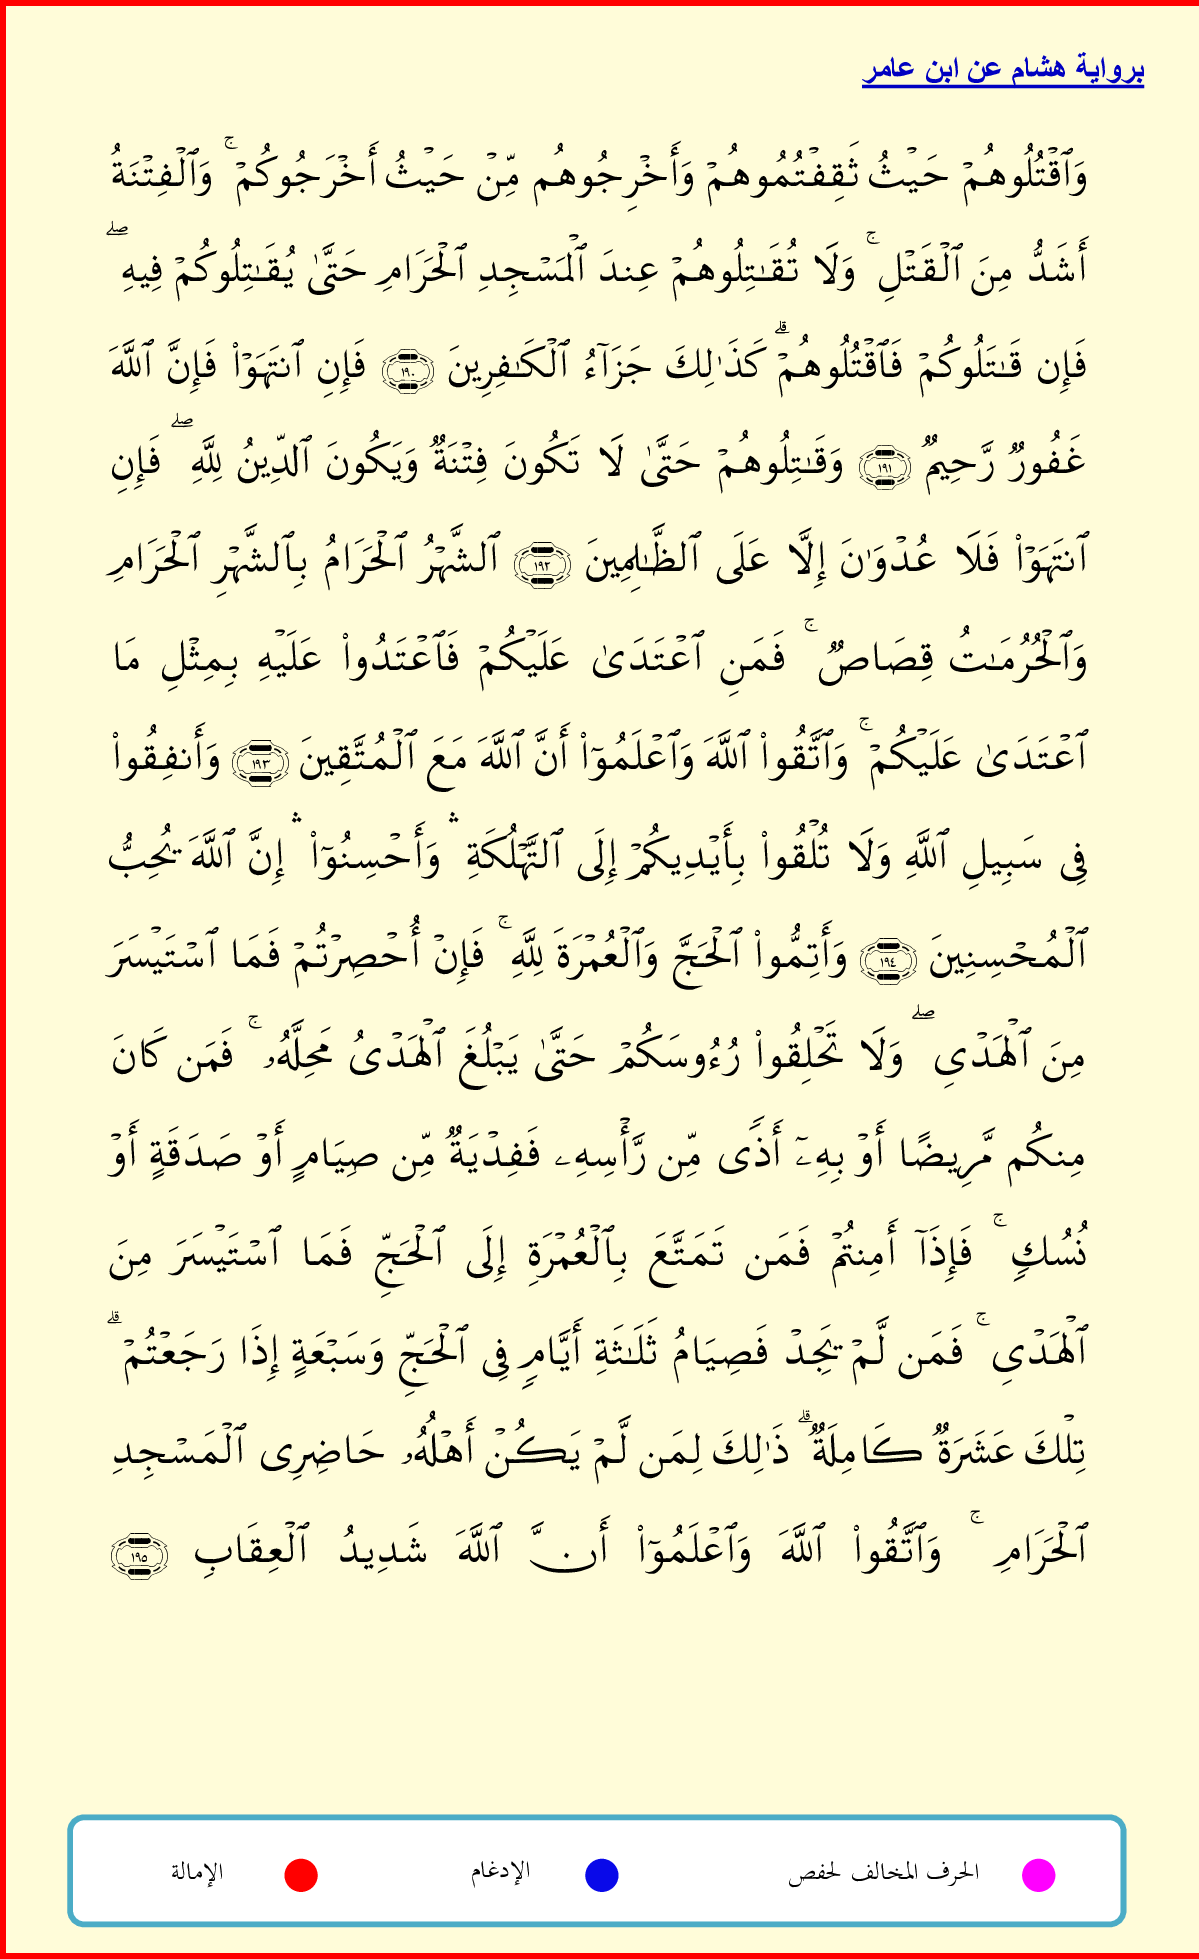 برواية هشام عن ابن عامر
وَٱقۡتُلُوهُمۡ حَيۡثُ ثَقِفۡتُمُوهُمۡ وَأَخۡرِجُوهُم مِّنۡ حَيۡثُ أَخۡرَجُوكُمۡۚ وَٱلۡفِتۡنَةُ
أَشَدُّ مِنَ ٱلۡقَتۡلِۚ وَلَا تُقَٰتِلُوهُمۡ عِندَ ٱلۡمَسۡجِدِ ٱلۡحَرَامِ حَتَّىٰ يُقَٰتِلُوكُمۡ فِيهِۖ
فَإِن قَٰتَلُوكُمۡ فَٱقۡتُلُوهُمۡۗ كَذَٰلِكَ جَزَآءُ ٱلۡكَٰفِرِينَ ١٩٠ فَإِنِ ٱنتَهَوۡاْ فَإِنَّ ٱللَّهَ
غَفُورٞ رَّحِيمٞ ١٩١ وَقَٰتِلُوهُمۡ حَتَّىٰ لَا تَكُونَ فِتۡنَةٞ وَيَكُونَ ٱلدِّينُ لِلَّهِۖ فَإِنِ
ٱنتَهَوۡاْ فَلَا عُدۡوَٰنَ إِلَّا عَلَى ٱلظَّٰلِمِينَ ١٩٢ ٱلشَّهۡرُ ٱلۡحَرَامُ بِٱلشَّهۡرِ ٱلۡحَرَامِ
وَٱلۡحُرُمَٰتُ قِصَاصٞۚ فَمَنِ ٱعۡتَدَىٰ عَلَيۡكُمۡ فَٱعۡتَدُواْ عَلَيۡهِ بِمِثۡلِ مَا
ٱعۡتَدَىٰ عَلَيۡكُمۡۚ وَٱتَّقُواْ ٱللَّهَ وَٱعۡلَمُوٓاْ أَنَّ ٱللَّهَ مَعَ ٱلۡمُتَّقِينَ ١٩٣ وَأَنفِقُواْ
فِي سَبِيلِ ٱللَّهِ وَلَا تُلۡقُواْ بِأَيۡدِيكُمۡ إِلَى ٱلتَّهۡلُكَةِۛ وَأَحۡسِنُوٓاْۛ إِنَّ ٱللَّهَ يُحِبُّ
ٱلۡمُحۡسِنِينَ ١٩٤ وَأَتِمُّواْ ٱلۡحَجَّ وَٱلۡعُمۡرَةَ لِلَّهِۚ فَإِنۡ أُحۡصِرۡتُمۡ فَمَا ٱسۡتَيۡسَرَ
مِنَ ٱلۡهَدۡيِۖ وَلَا تَحۡلِقُواْ رُءُوسَكُمۡ حَتَّىٰ يَبۡلُغَ ٱلۡهَدۡيُ مَحِلَّهُۥۚ فَمَن كَانَ
مِنكُم مَّرِيضًا أَوۡ بِهِۦٓ أَذٗى مِّن رَّأۡسِهِۦ فَفِدۡيَةٞ مِّن صِيَامٍ أَوۡ صَدَقَةٍ أَوۡ
نُسُكٖۚ فَإِذَآ أَمِنتُمۡ فَمَن تَمَتَّعَ بِٱلۡعُمۡرَةِ إِلَى ٱلۡحَجِّ فَمَا ٱسۡتَيۡسَرَ مِنَ
ٱلۡهَدۡيِۚ فَمَن لَّمۡ يَجِدۡ فَصِيَامُ ثَلَٰثَةِ أَيَّامٖ فِي ٱلۡحَجِّ وَسَبۡعَةٍ إِذَا رَجَعۡتُمۡۗ
تِلۡكَ عَشَرَةٞ كَامِلَةٞۗ ذَٰلِكَ لِمَن لَّمۡ يَكُنۡ أَهۡلُهُۥ حَاضِرِي ٱلۡمَسۡجِدِ
ٱلۡحَرَامِۚ وَٱتَّقُواْ ٱللَّهَ وَٱعۡلَمُوٓاْ أَنَّ ٱللَّهَ شَدِيدُ ٱلۡعِقَابِ ١٩٥
الحرف المخالف لحفص الإدغام الإمالة